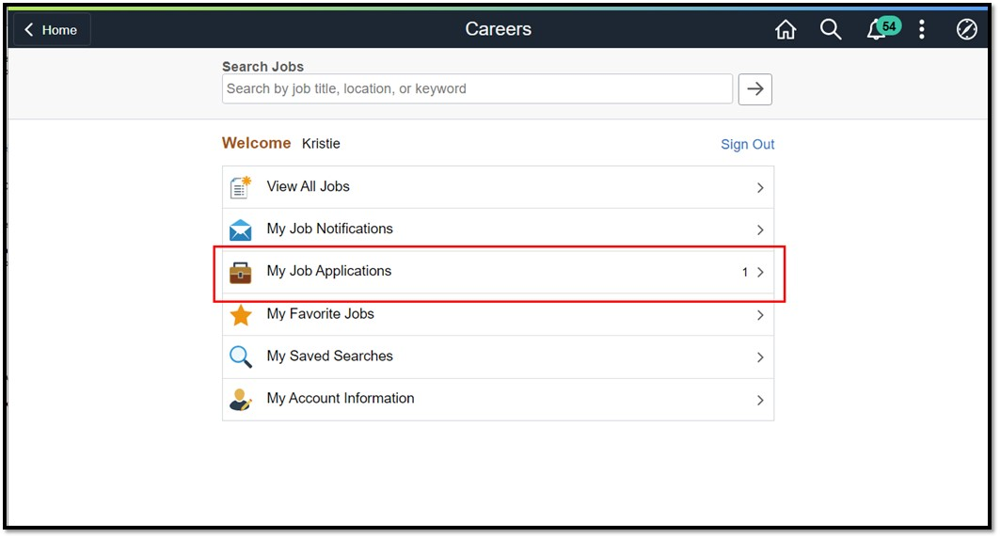 Home
Careers
54
Search Jobs
Search by job title, location, or keyword
Welcome Kristie
Sign Out
View All Jobs
My Job Notifications
My Job Applications 1
My Favorite Jobs
My Saved Searches
My Account Information